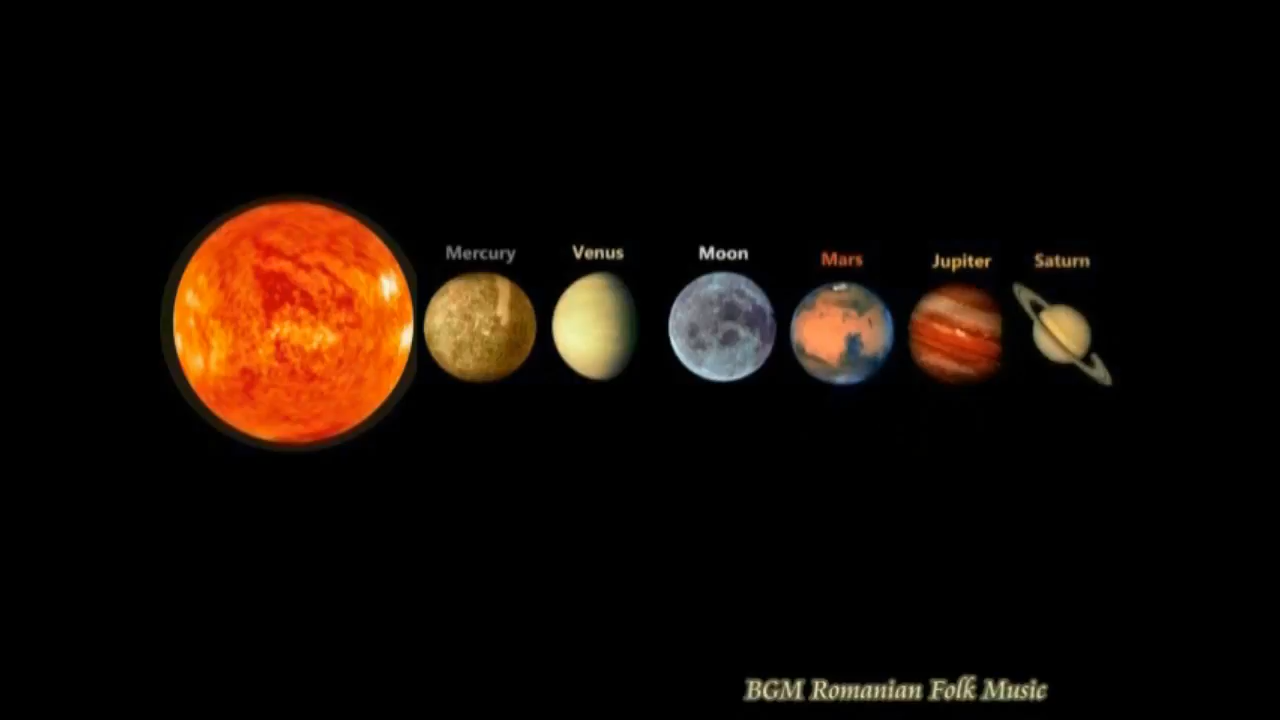 Mercury
Venus
Moon
Mars
Jupiter
Saturn
BGM Romanian Folk Music